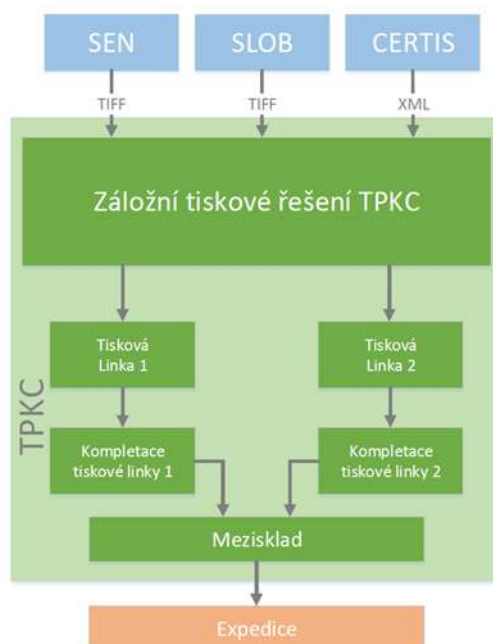 SEN
SLOB
CERTIS
TIFF
TIFF
XML
Záložní tiskové řešení TPKC
TPKC
Tisková
Linka 1
Tisková
Linka 2
Kompletace
tiskové linky 1
Kompletace
tiskové linky 2
Mezisklad
Expedice